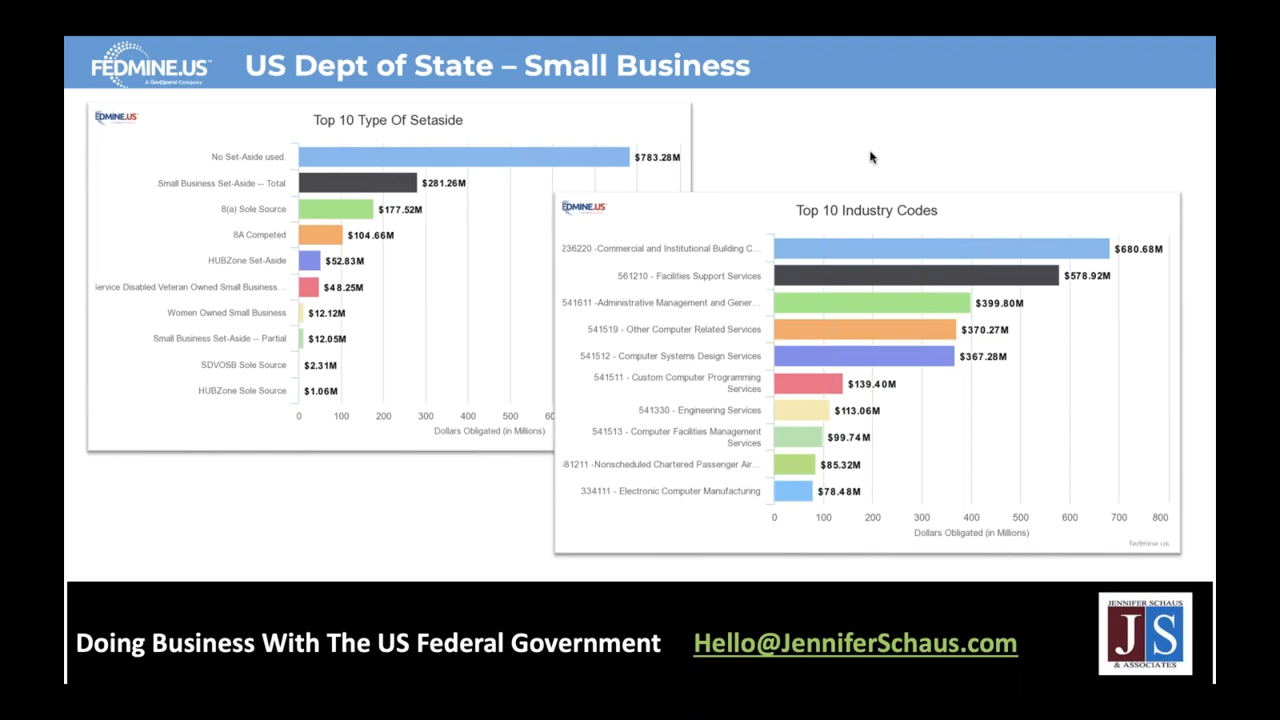 FEDMINE.US™
A GovSpend Company
US Dept of State – Small Business
EDMINE.US
Top 10 Type Of Setaside
No Set-Aside used.
$783.28M
Small Business Set-Aside -- Total
$281.26M
8(a) Sole Source
$177.52M
8A Competed
$104.66M
HUBZone Set-Aside
$52.83M
ervice Disabled Veteran Owned Small Business...
$48.25M
Women Owned Small Business
$12.12M
Small Business Set-Aside -- Partial
$12.05M
SDVOSB Sole Source
$2.31M
HUBZone Sole Source
$1.06M
0 100 200 300 400 500 60
Dollars Obligated (in Millions)
EDMINE.US
Top 10 Industry Codes
236220 -Commercial and Institutional Building C...
$680.68M
561210 - Facilities Support Services
$578.92M
541611 -Administrative Management and Gener...
$399.80M
541519 - Other Computer Related Services
$370.27M
541512 - Computer Systems Design Services
$367.28M
541511 - Custom Computer Programming
Services
$139.40M
541330 - Engineering Services
$113.06M
541513 - Computer Facilities Management
Services
$99.74M
81211 -Nonscheduled Chartered Passenger Air...
$85.32M
334111 - Electronic Computer Manufacturing
$78.48M
0 100 200 300 400 500 600 700 800
Dollars Obligated (in Millions)
fedmine.us
Doing Business With The US Federal Government
Hello@JenniferSchaus.com
JENNIFER SCHAUS
JS
& ASSOCIATES